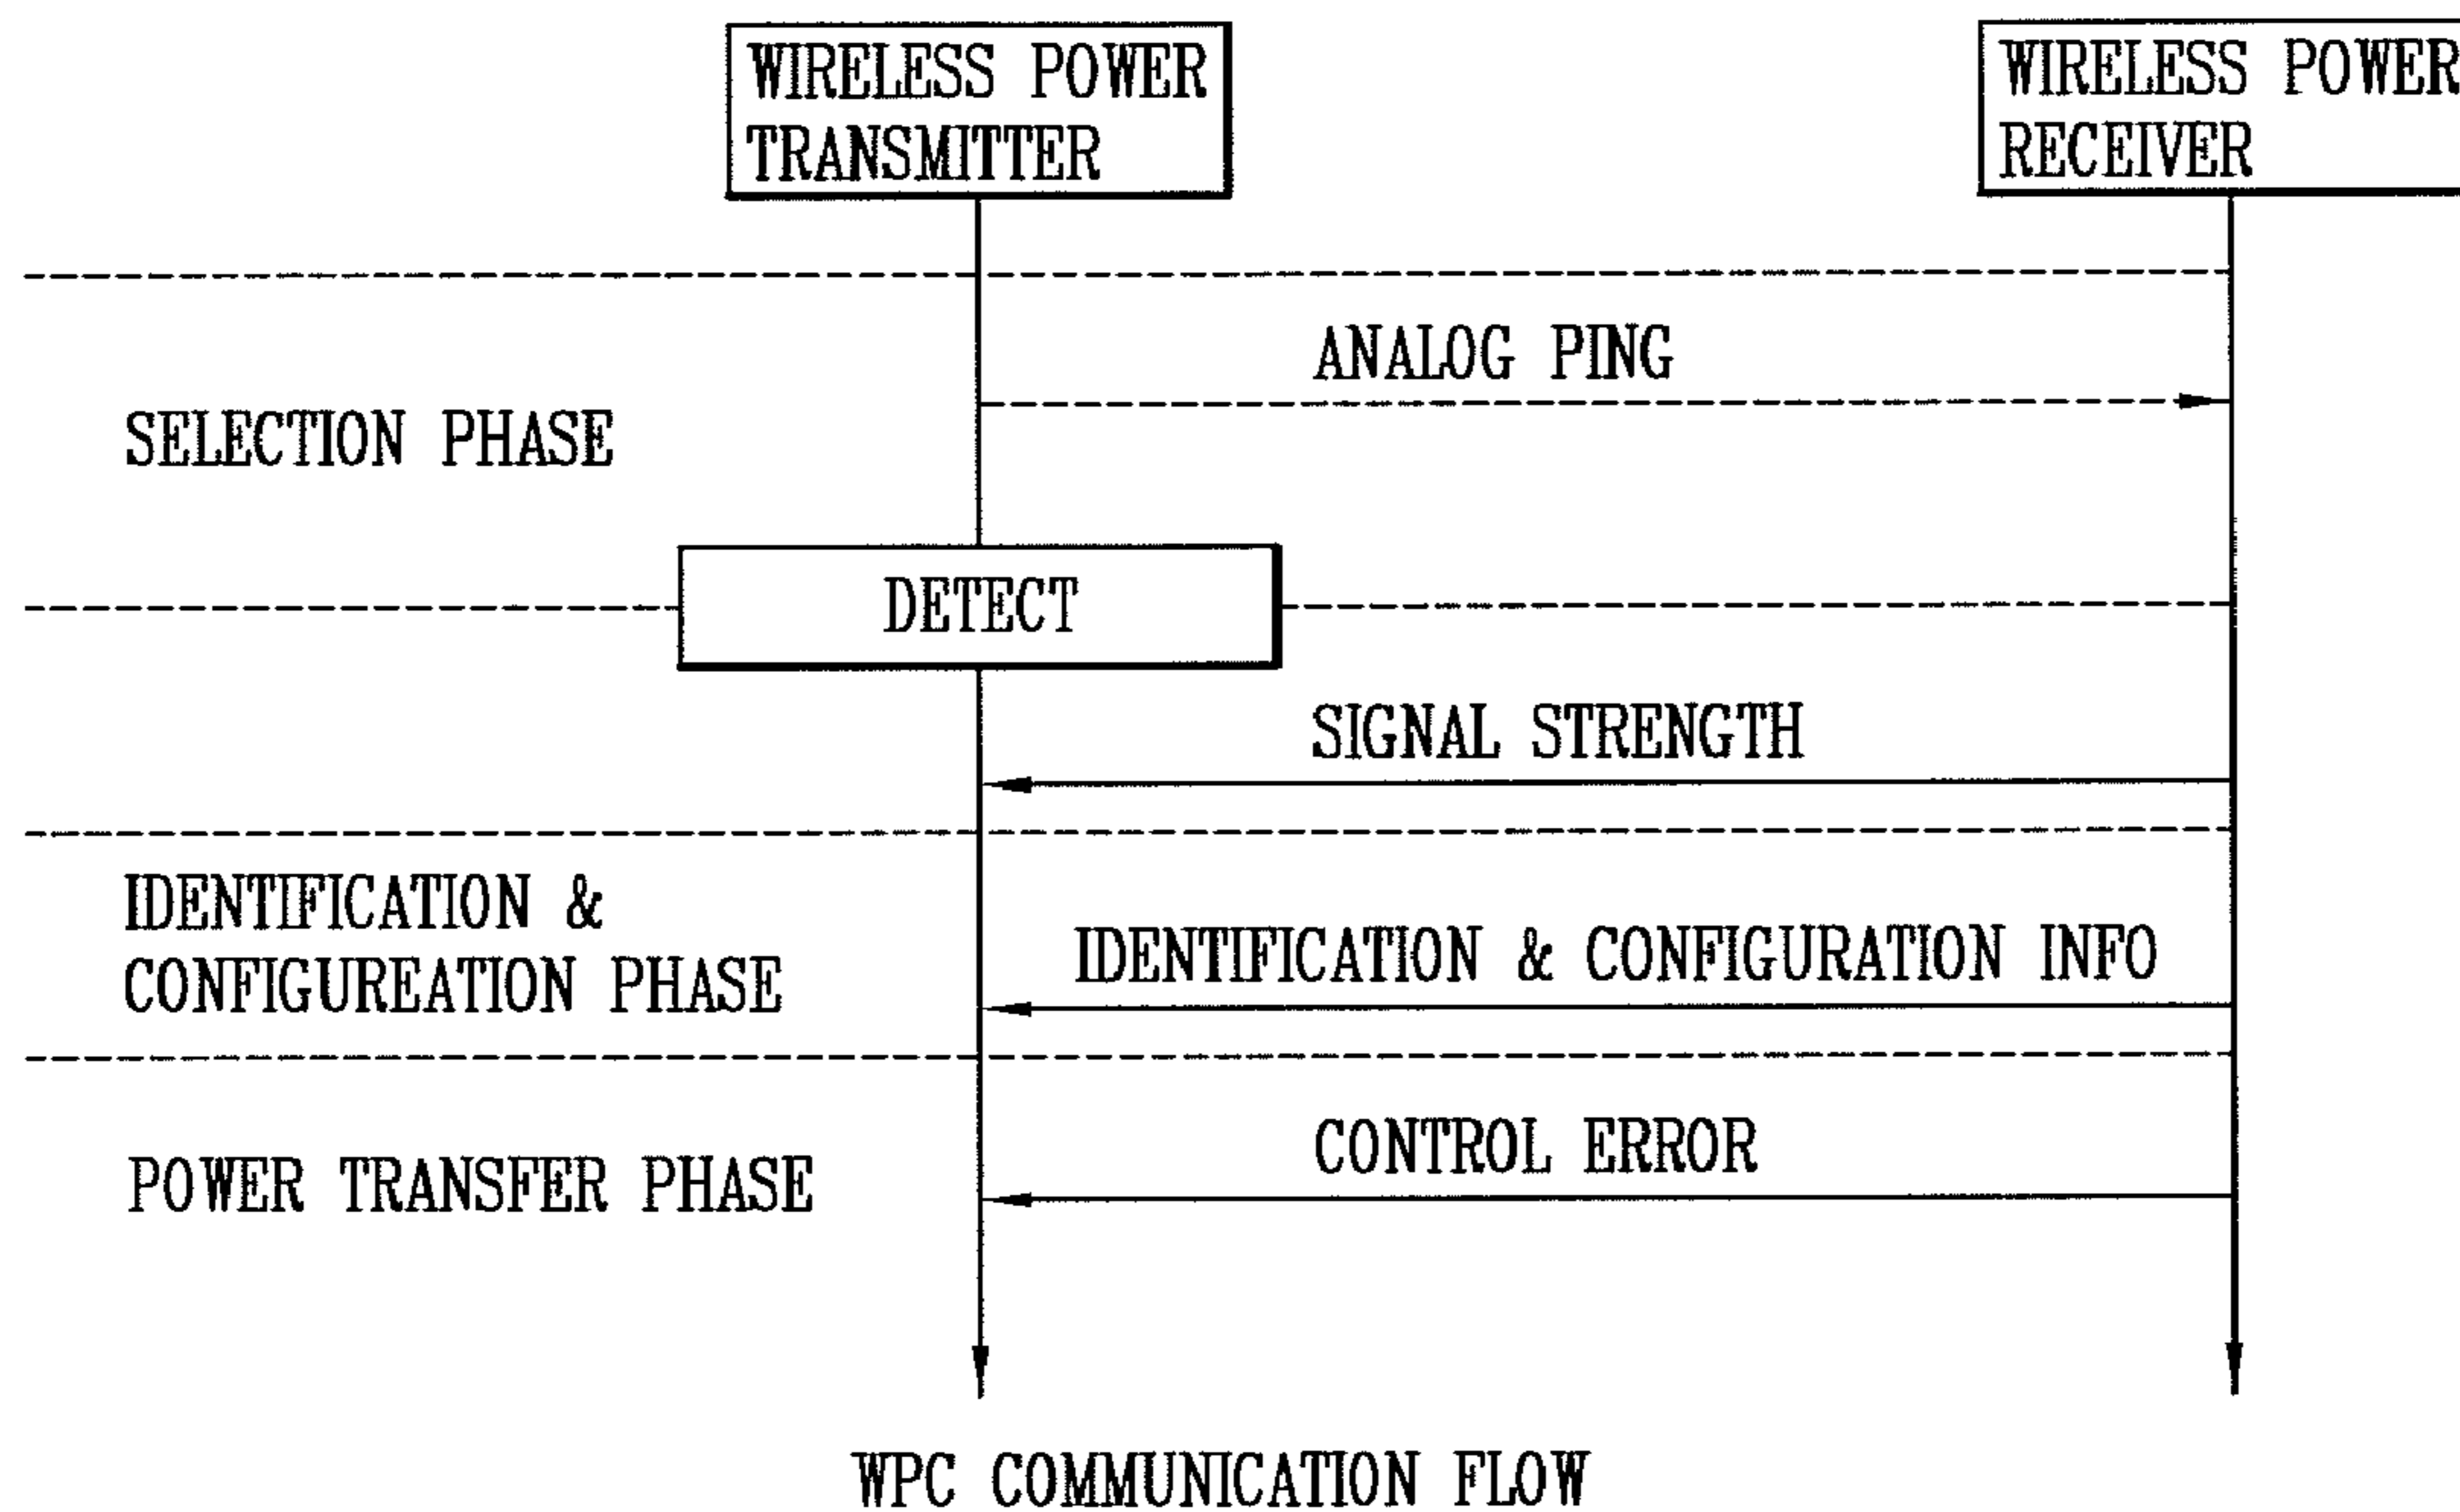 WIRELESS POWER
TRANSMITTER
WIRELESS POWER
RECEIVER
ANALOG PING
SELECTION PHASE
DETECT
SIGNAL STRENGTH
IDENTIFICATION &
CONFIGUREATION PHASE
IDENTIFICATION & CONFIGURATION INFO
CONTROL ERROR
POWER TRANSFER PHASE
WPC COMMUNICATION FLOW